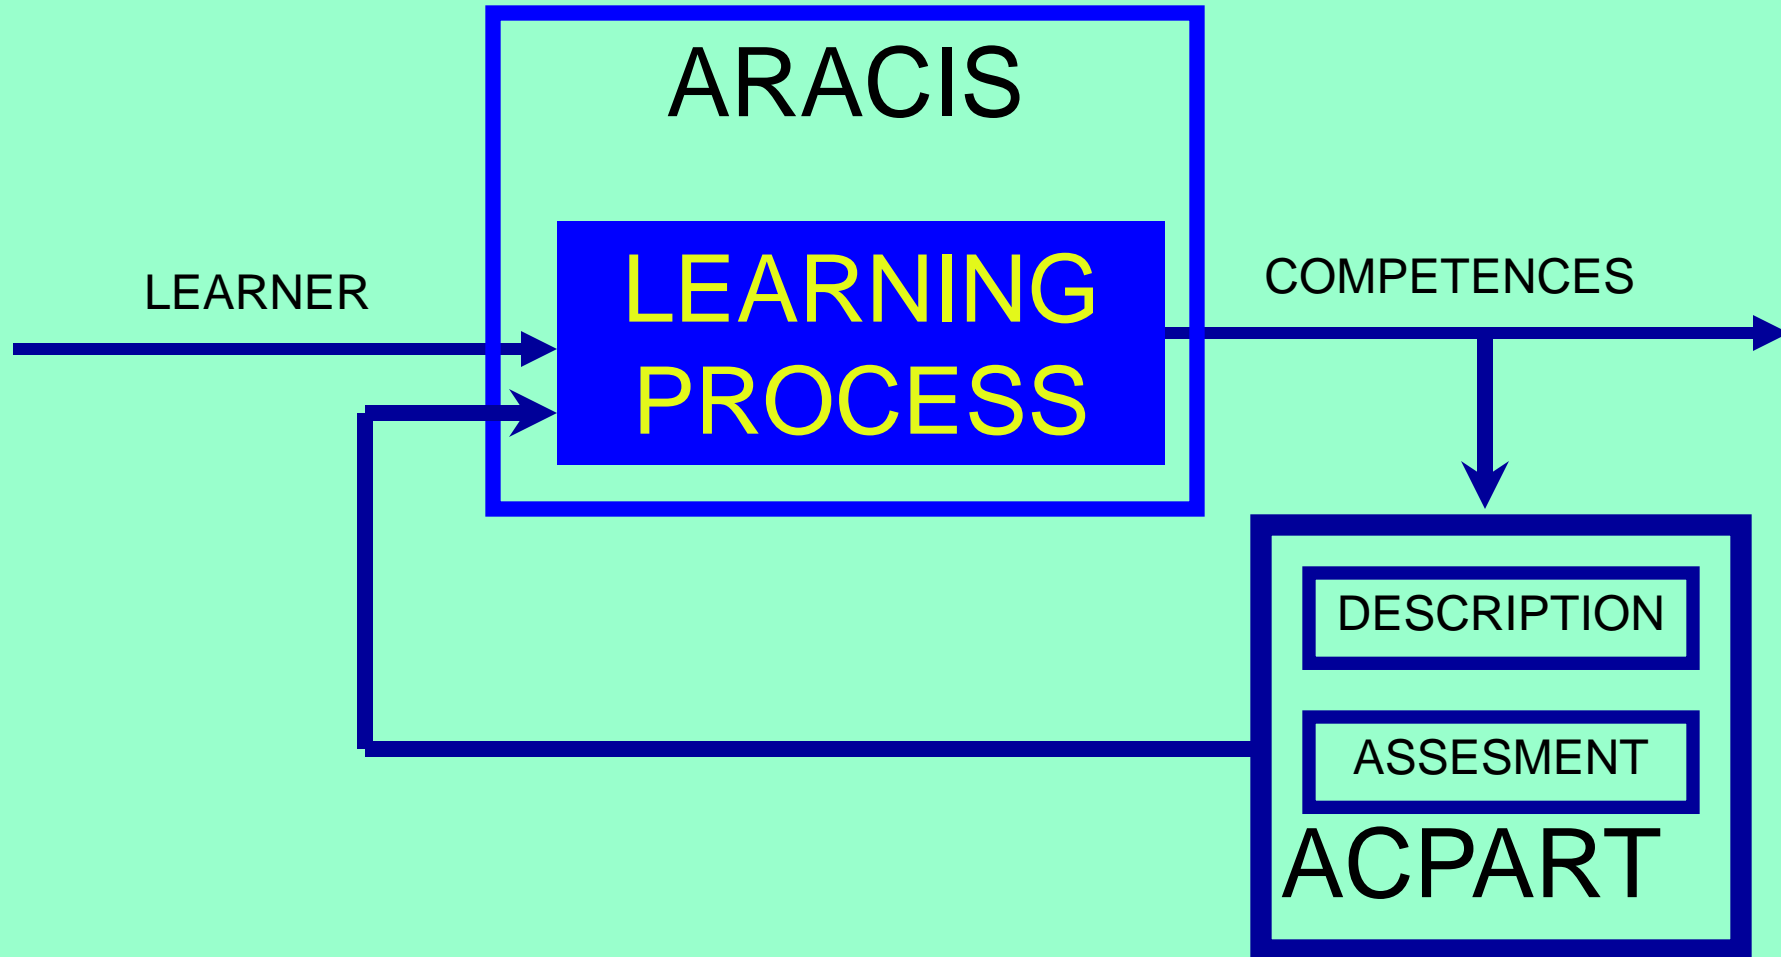 ARACIS
LEARNER
LEARNING
PROCESS
COMPETENCES
DESCRIPTION
ASSESMENT
ACPART